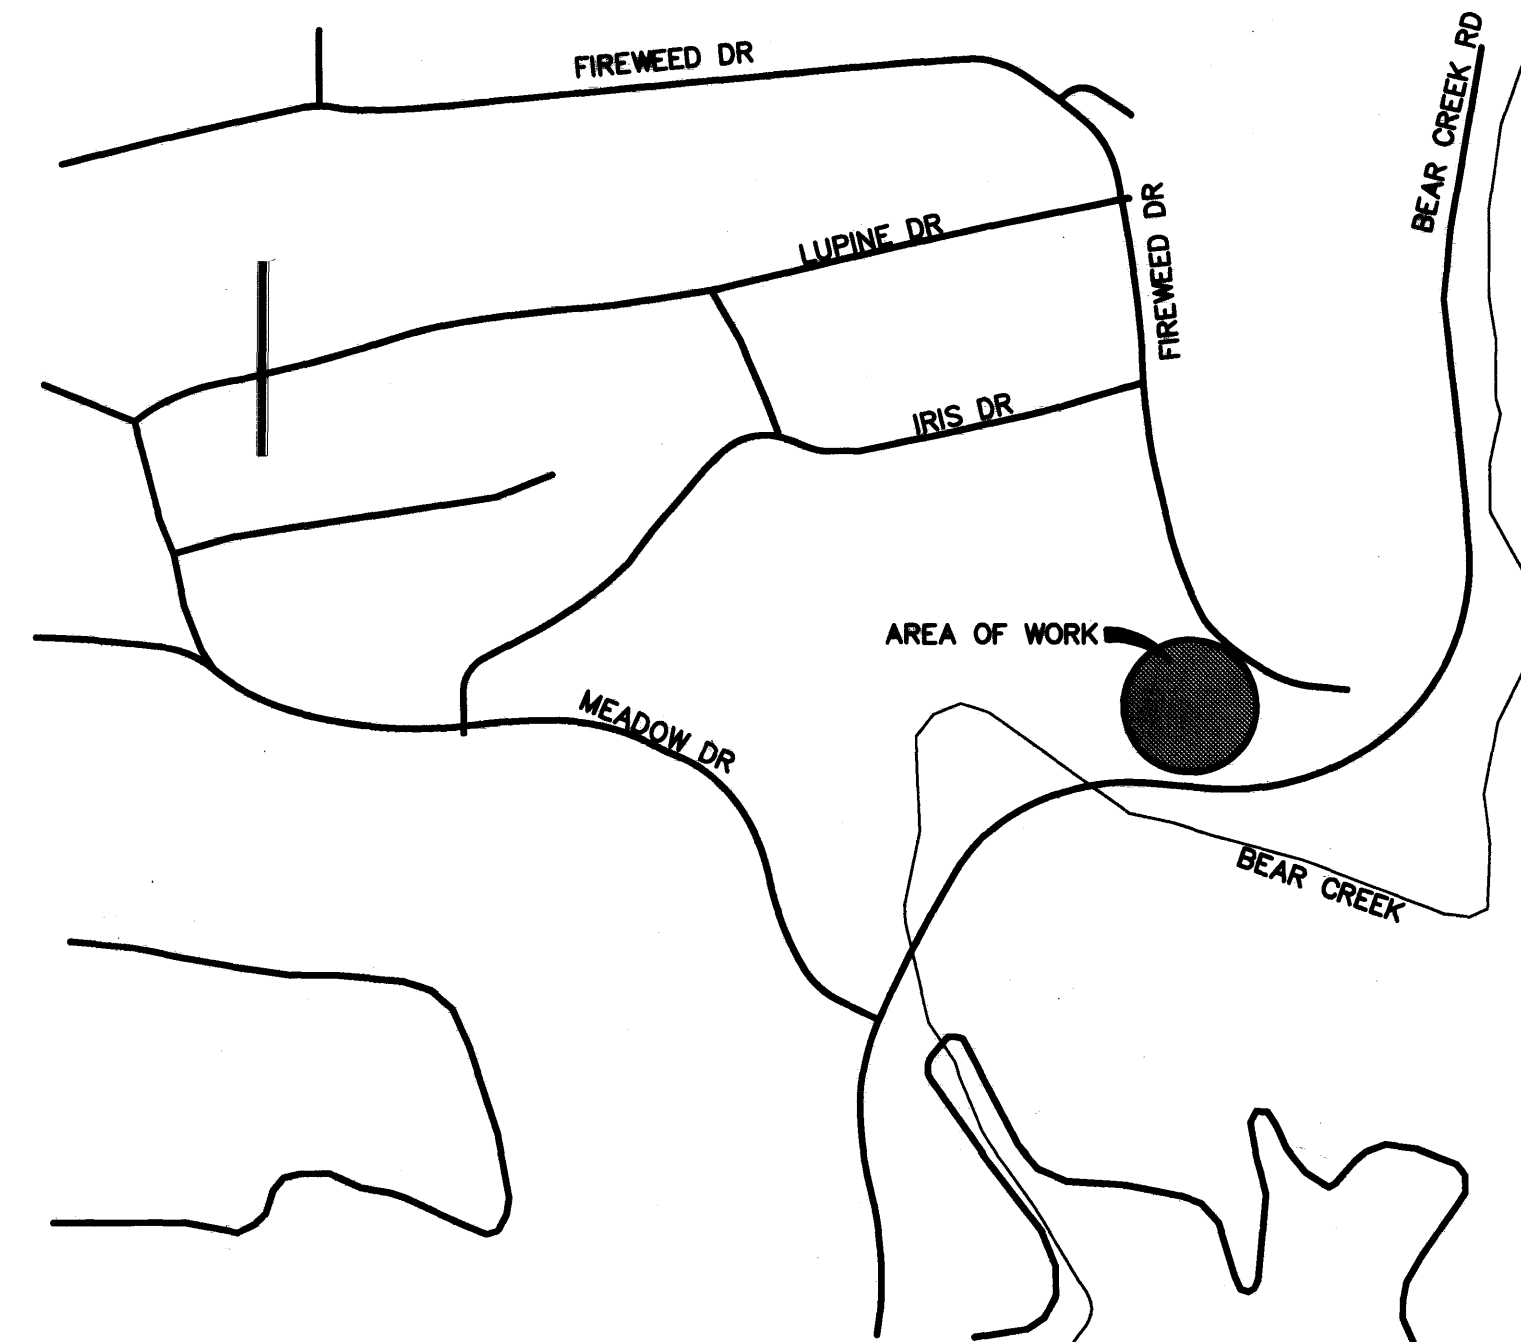 FIREWEED DR
BEAR CREEK RD
LUPINE DR
FIREWEED DR
IRIS DR
AREA OF WORK
MEADOW DR
BEAR CREEK